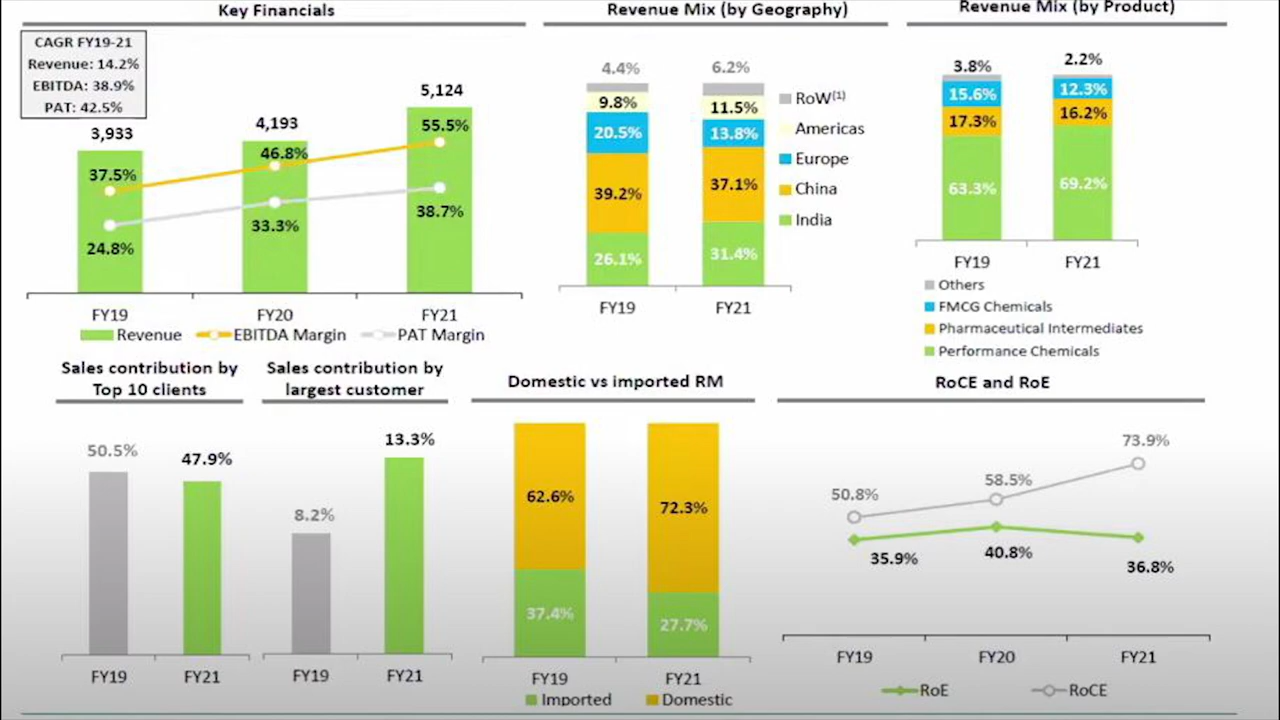 Key Financials
CAGR FY19-21
Revenue: 14.2%
EBITDA: 38.9%
PAT: 42.5%
3,933
4,193
5,124
37.5%
46.8%
55.5%
24.8%
33.3%
38.7%
FY19
FY20
FY21
Revenue
EBITDA Margin
PAT Margin
Revenue Mix (by Geography)
4.4%
6.2%
9.8%
11.5%
20.5%
13.8%
39.2%
37.1%
26.1%
31.4%
FY19
FY21
RoW(1)
Americas
Europe
China
India
Revenue Mix (by Product)
3.8%
2.2%
15.6%
12.3%
17.3%
16.2%
63.3%
69.2%
FY19
FY21
Others
FMCG Chemicals
Pharmaceutical Intermediates
Performance Chemicals
Sales contribution by
Top 10 clients
50.5%
47.9%
FY19
FY21
Sales contribution by
largest customer
8.2%
13.3%
FY19
FY21
Domestic vs imported RM
62.6%
72.3%
37.4%
27.7%
FY19
FY21
Imported
Domestic
RoCE and RoE
50.8%
58.5%
73.9%
35.9%
40.8%
36.8%
FY19
FY20
FY21
RoE
RoCE